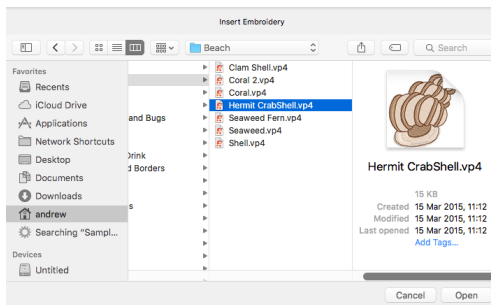 Insert Embroidery
Beach
Search
Favorites
Recents
iCloud Drive
Applications
Network Shortcuts
Desktop
Documents
Downloads
andrew
Searching "Sampl...
Devices
Untitled
and Bugs
Drink
d Borders
s
Clam Shell.vp4
Coral 2.vp4
Coral.vp4
Hermit CrabShell.vp4
Seaweed Fern.vp4
Seaweed.vp4
Shell.vp4
Hermit CrabShell.vp4
15 KB
Created 15 Mar 2015, 11:12
Modified 15 Mar 2015, 11:12
Last opened 15 Mar 2015, 11:12
Add Tags...
Cancel Open